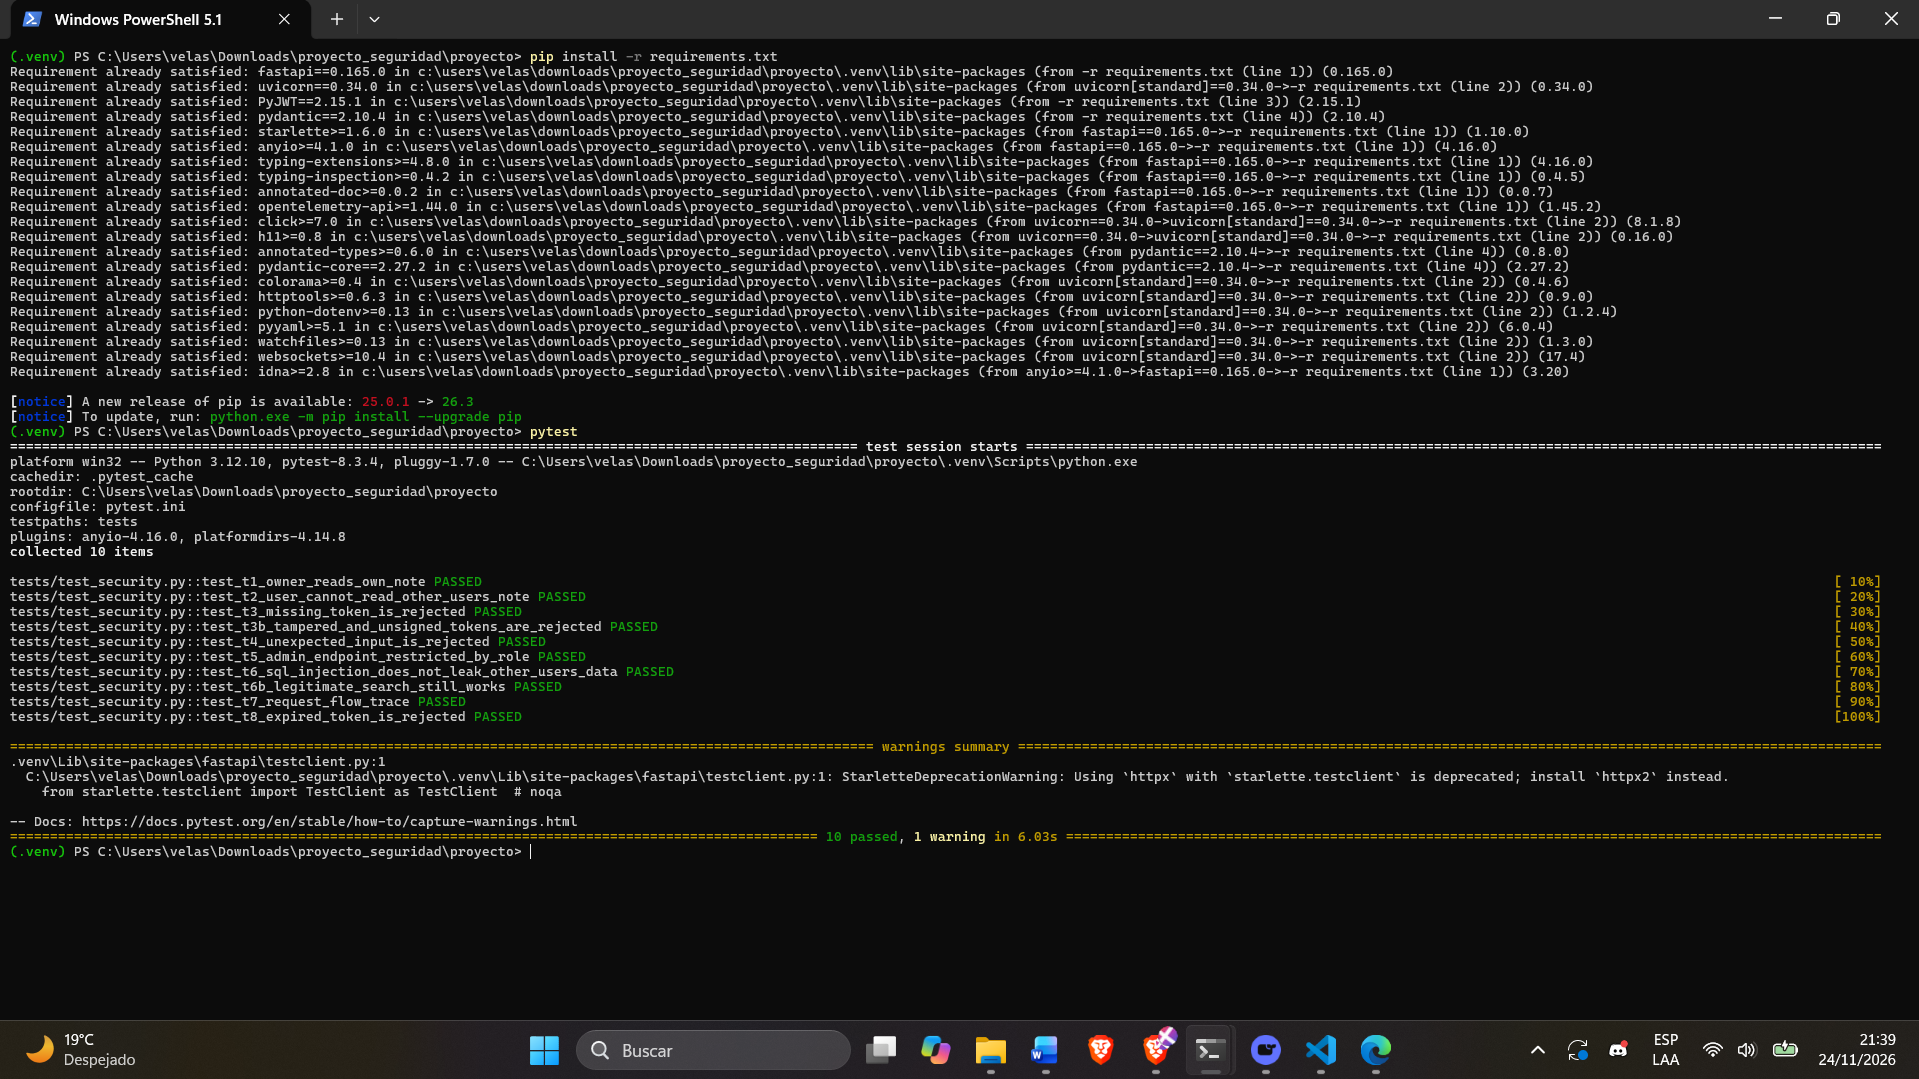 Windows PowerShell 5.1
(.venv) PS C:\Users\velas\Downloads\proyecto_seguridad\proyecto> pip install -r requirements.txt
Requirement already satisfied: fastapi==0.165.0 in c:\users\velas\downloads\proyecto_seguridad\proyecto\.venv\lib\site-packages (from -r requirements.txt (line 1)) (0.165.0)
Requirement already satisfied: uvicorn==0.34.0 in c:\users\velas\downloads\proyecto_seguridad\proyecto\.venv\lib\site-packages (from uvicorn[standard]==0.34.0->-r requirements.txt (line 2)) (0.34.0)
Requirement already satisfied: PyJWT==2.15.1 in c:\users\velas\downloads\proyecto_seguridad\proyecto\.venv\lib\site-packages (from -r requirements.txt (line 3)) (2.15.1)
Requirement already satisfied: pydantic==2.10.4 in c:\users\velas\downloads\proyecto_seguridad\proyecto\.venv\lib\site-packages (from -r requirements.txt (line 4)) (2.10.4)
Requirement already satisfied: starlette>=1.6.0 in c:\users\velas\downloads\proyecto_seguridad\proyecto\.venv\lib\site-packages (from fastapi==0.165.0->-r requirements.txt (line 1)) (1.10.0)
Requirement already satisfied: anyio>=4.1.0 in c:\users\velas\downloads\proyecto_seguridad\proyecto\.venv\lib\site-packages (from fastapi==0.165.0->-r requirements.txt (line 1)) (4.16.0)
Requirement already satisfied: typing-extensions>=4.8.0 in c:\users\velas\downloads\proyecto_seguridad\proyecto\.venv\lib\site-packages (from fastapi==0.165.0->-r requirements.txt (line 1)) (4.16.0)
Requirement already satisfied: typing-inspection>=0.4.2 in c:\users\velas\downloads\proyecto_seguridad\proyecto\.venv\lib\site-packages (from fastapi==0.165.0->-r requirements.txt (line 1)) (0.4.5)
Requirement already satisfied: annotated-doc>=0.0.2 in c:\users\velas\downloads\proyecto_seguridad\proyecto\.venv\lib\site-packages (from fastapi==0.165.0->-r requirements.txt (line 1)) (0.0.7)
Requirement already satisfied: opentelemetry-api>=1.44.0 in c:\users\velas\downloads\proyecto_seguridad\proyecto\.venv\lib\site-packages (from fastapi==0.165.0->-r requirements.txt (line 1)) (1.45.2)
Requirement already satisfied: click>=7.0 in c:\users\velas\downloads\proyecto_seguridad\proyecto\.venv\lib\site-packages (from uvicorn==0.34.0->uvicorn[standard]==0.34.0->-r requirements.txt (line 2)) (8.1.8)
Requirement already satisfied: h11>=0.8 in c:\users\velas\downloads\proyecto_seguridad\proyecto\.venv\lib\site-packages (from uvicorn==0.34.0->uvicorn[standard]==0.34.0->-r requirements.txt (line 2)) (0.16.0)
Requirement already satisfied: annotated-types>=0.6.0 in c:\users\velas\downloads\proyecto_seguridad\proyecto\.venv\lib\site-packages (from pydantic==2.10.4->-r requirements.txt (line 4)) (0.8.0)
Requirement already satisfied: pydantic-core==2.27.2 in c:\users\velas\downloads\proyecto_seguridad\proyecto\.venv\lib\site-packages (from pydantic==2.10.4->-r requirements.txt (line 4)) (2.27.2)
Requirement already satisfied: colorama>=0.4 in c:\users\velas\downloads\proyecto_seguridad\proyecto\.venv\lib\site-packages (from uvicorn[standard]==0.34.0->-r requirements.txt (line 2)) (0.4.6)
Requirement already satisfied: httptools>=0.6.3 in c:\users\velas\downloads\proyecto_seguridad\proyecto\.venv\lib\site-packages (from uvicorn[standard]==0.34.0->-r requirements.txt (line 2)) (0.9.0)
Requirement already satisfied: python-dotenv>=0.13 in c:\users\velas\downloads\proyecto_seguridad\proyecto\.venv\lib\site-packages (from uvicorn[standard]==0.34.0->-r requirements.txt (line 2)) (1.2.4)
Requirement already satisfied: pyyaml>=5.1 in c:\users\velas\downloads\proyecto_seguridad\proyecto\.venv\lib\site-packages (from uvicorn[standard]==0.34.0->-r requirements.txt (line 2)) (6.0.4)
Requirement already satisfied: watchfiles>=0.13 in c:\users\velas\downloads\proyecto_seguridad\proyecto\.venv\lib\site-packages (from uvicorn[standard]==0.34.0->-r requirements.txt (line 2)) (1.3.0)
Requirement already satisfied: websockets>=10.4 in c:\users\velas\downloads\proyecto_seguridad\proyecto\.venv\lib\site-packages (from uvicorn[standard]==0.34.0->-r requirements.txt (line 2)) (17.4)
Requirement already satisfied: idna>=2.8 in c:\users\velas\downloads\proyecto_seguridad\proyecto\.venv\lib\site-packages (from anyio>=4.1.0->fastapi==0.165.0->-r requirements.txt (line 1)) (3.20)
[notice] A new release of pip is available: 25.0.1 -> 26.3
[notice] To update, run: python.exe -m pip install --upgrade pip
(.venv) PS C:\Users\velas\Downloads\proyecto_seguridad\proyecto> pytest
test session starts
platform win32 -- Python 3.12.10, pytest-8.3.4, pluggy-1.7.0 -- C:\Users\velas\Downloads\proyecto_seguridad\proyecto\.venv\Scripts\python.exe
cachedir: .pytest_cache
rootdir: C:\Users\velas\Downloads\proyecto_seguridad\proyecto
configfile: pytest.ini
testpaths: tests
plugins: anyio-4.16.0, platformdirs-4.14.8
collected 10 items
tests/test_security.py::test_t1_owner_reads_own_note PASSED [ 10%]
tests/test_security.py::test_t2_user_cannot_read_other_users_note PASSED [ 20%]
tests/test_security.py::test_t3_missing_token_is_rejected PASSED [ 30%]
tests/test_security.py::test_t3b_tampered_and_unsigned_tokens_are_rejected PASSED [ 40%]
tests/test_security.py::test_t4_unexpected_input_is_rejected PASSED [ 50%]
tests/test_security.py::test_t5_admin_endpoint_restricted_by_role PASSED [ 60%]
tests/test_security.py::test_t6_sql_injection_does_not_leak_other_users_data PASSED [ 70%]
tests/test_security.py::test_t6b_legitimate_search_still_works PASSED [ 80%]
tests/test_security.py::test_t7_request_flow_trace PASSED [ 90%]
tests/test_security.py::test_t8_expired_token_is_rejected PASSED [100%]
warnings summary
.venv\Lib\site-packages\fastapi\testclient.py:1
C:\Users\velas\Downloads\proyecto_seguridad\proyecto\.venv\Lib\site-packages\fastapi\testclient.py:1: StarletteDeprecationWarning: Using `httpx` with `starlette.testclient` is deprecated; install `httpx2` instead.
from starlette.testclient import TestClient as TestClient  # noqa
-- Docs: https://docs.pytest.org/en/stable/how-to/capture-warnings.html
10 passed, 1 warning in 6.03s
(.venv) PS C:\Users\velas\Downloads\proyecto_seguridad\proyecto>
19°C
Despejado
Buscar
ESP
LAA
21:39
24/11/2026